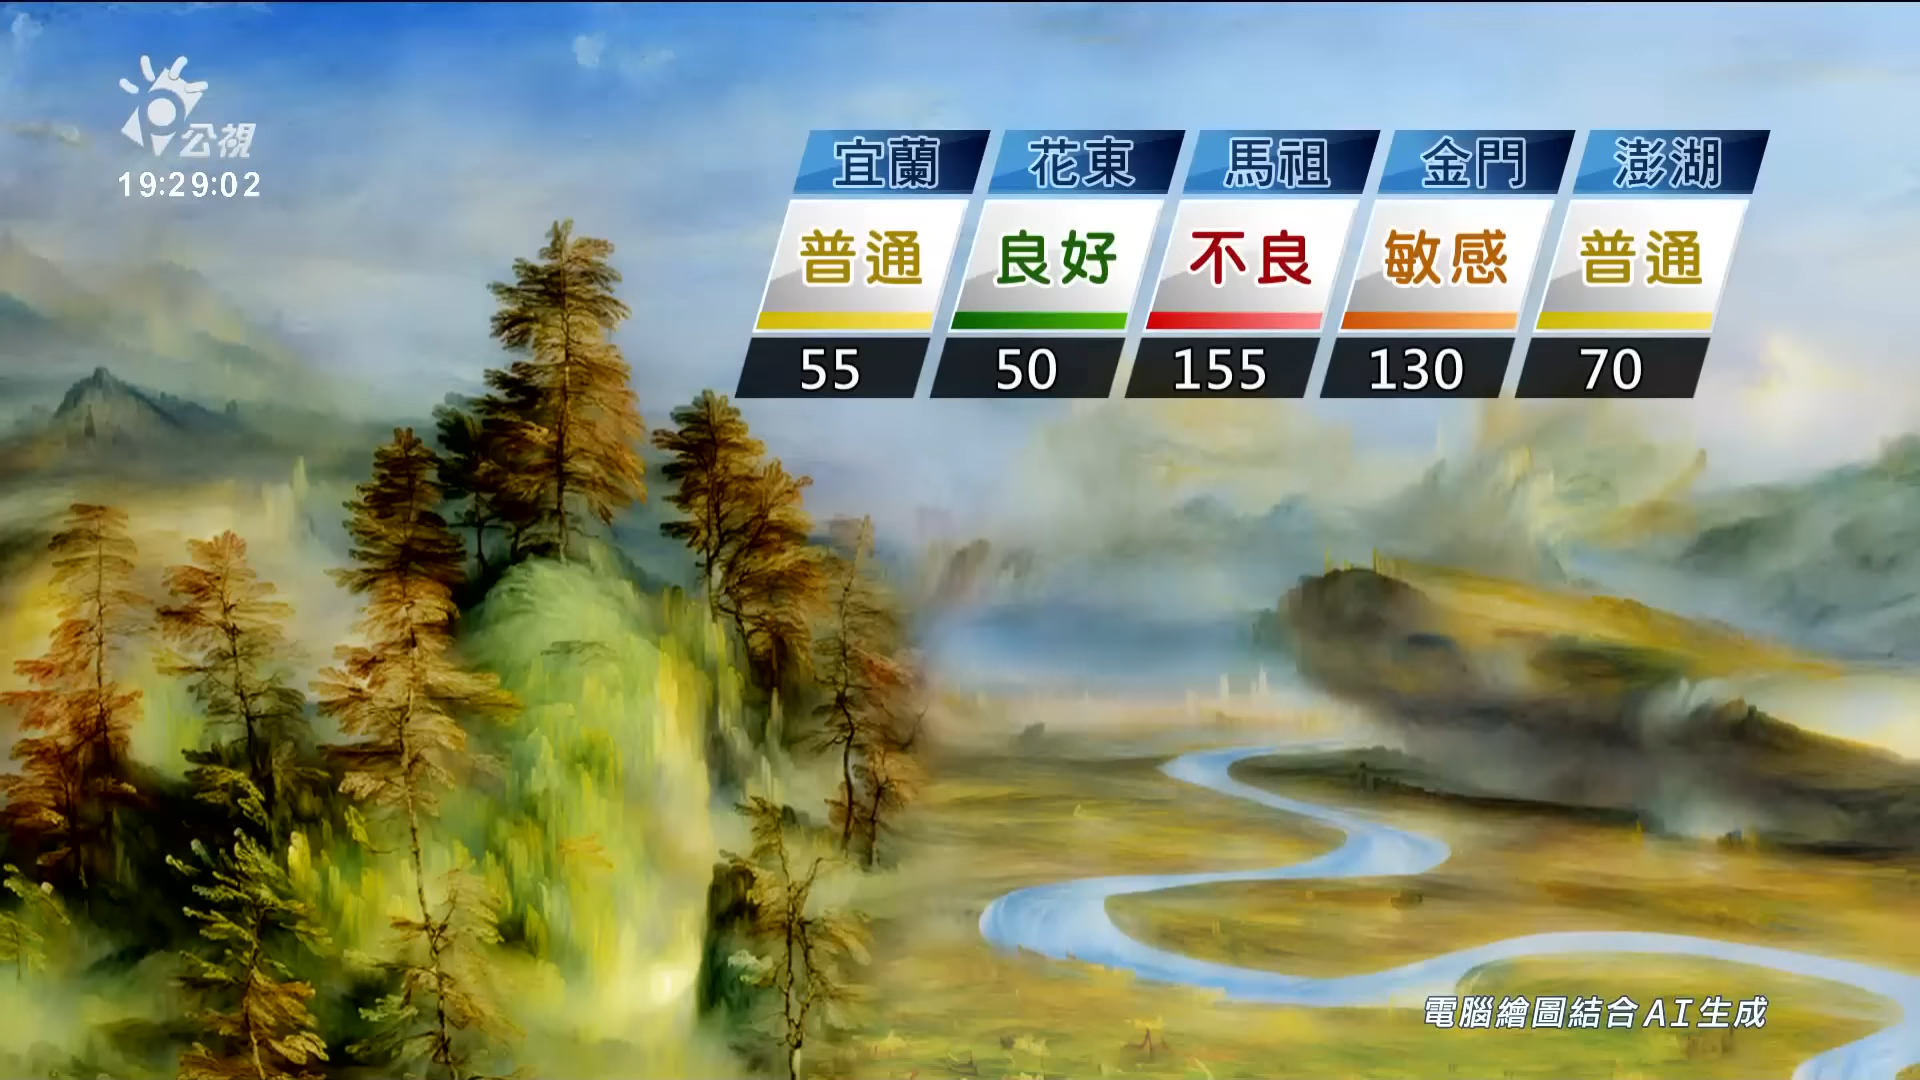 公視
19:29:02
宜蘭 花東 馬祖 金門 澎湖
普通 良好 不良 敏感 普通
55 50 155 130 70
電腦繪圖結合AI生成